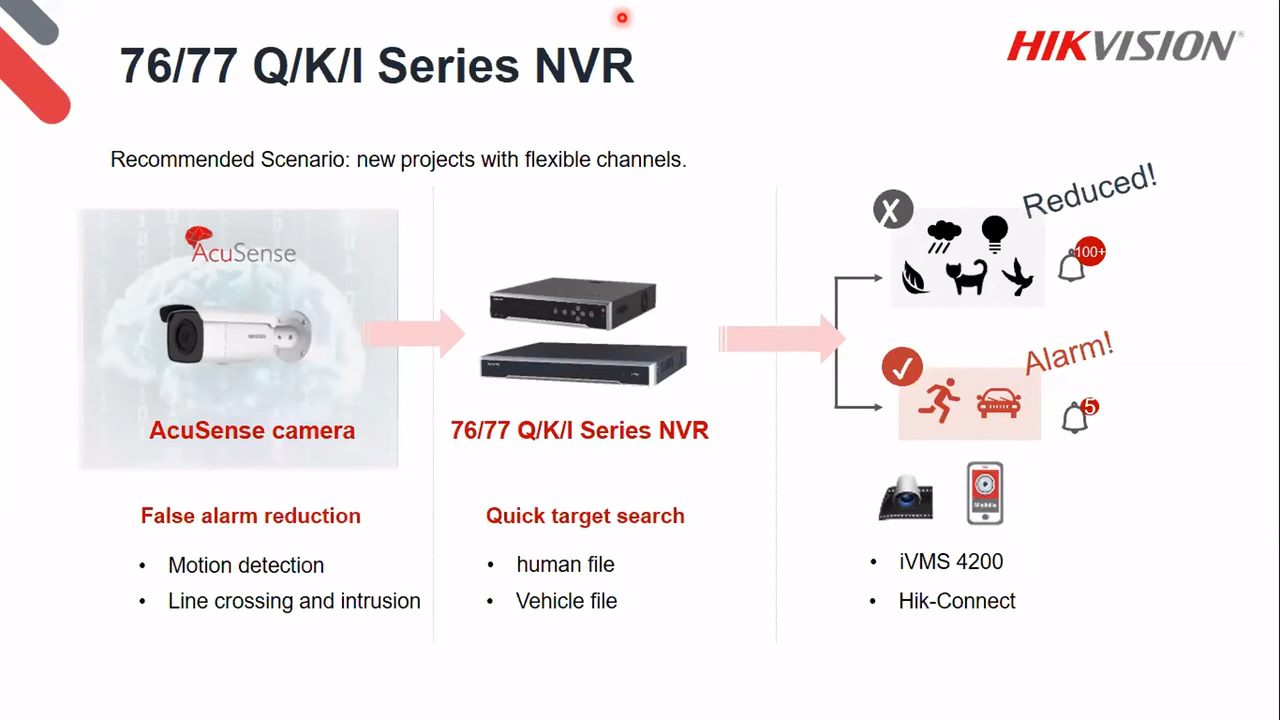 76/77 Q/K/I Series NVR
HIKVISION
Recommended Scenario: new projects with flexible channels.
AcuSense
AcuSense camera
False alarm reduction
• Motion detection
• Line crossing and intrusion
76/77 Q/K/I Series NVR
Quick target search
• human file
• Vehicle file
X
Reduced!
100+
Alarm!
5
Mobile
• iVMS 4200
• Hik-Connect